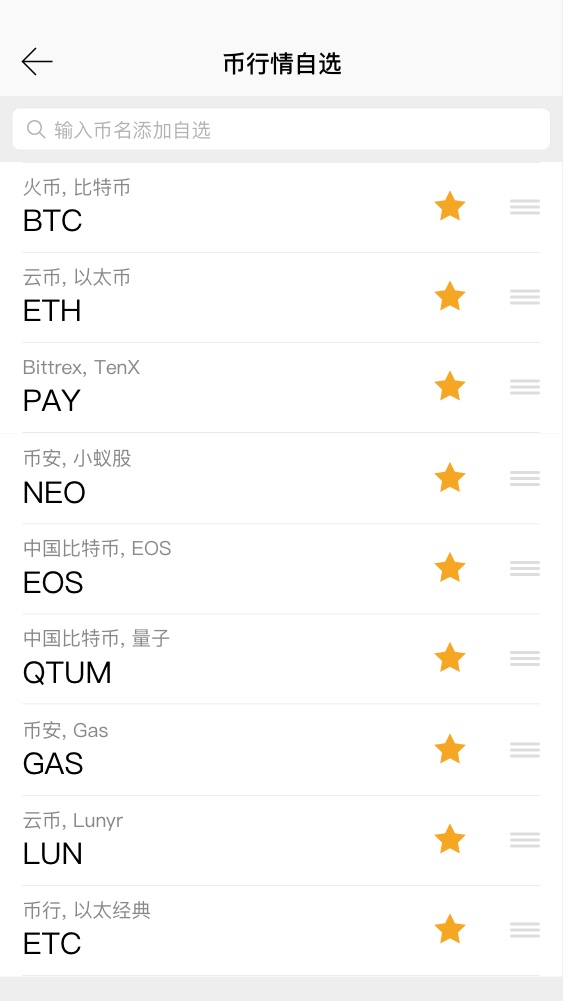 币行情自选
输入币名添加自选
火币, 比特币
BTC
云币, 以太币
ETH
Bittrex, TenX
PAY
币安, 小蚁股
NEO
中国比特币, EOS
EOS
中国比特币, 量子
QTUM
币安, Gas
GAS
云币, Lunyr
LUN
币行, 以太经典
ETC